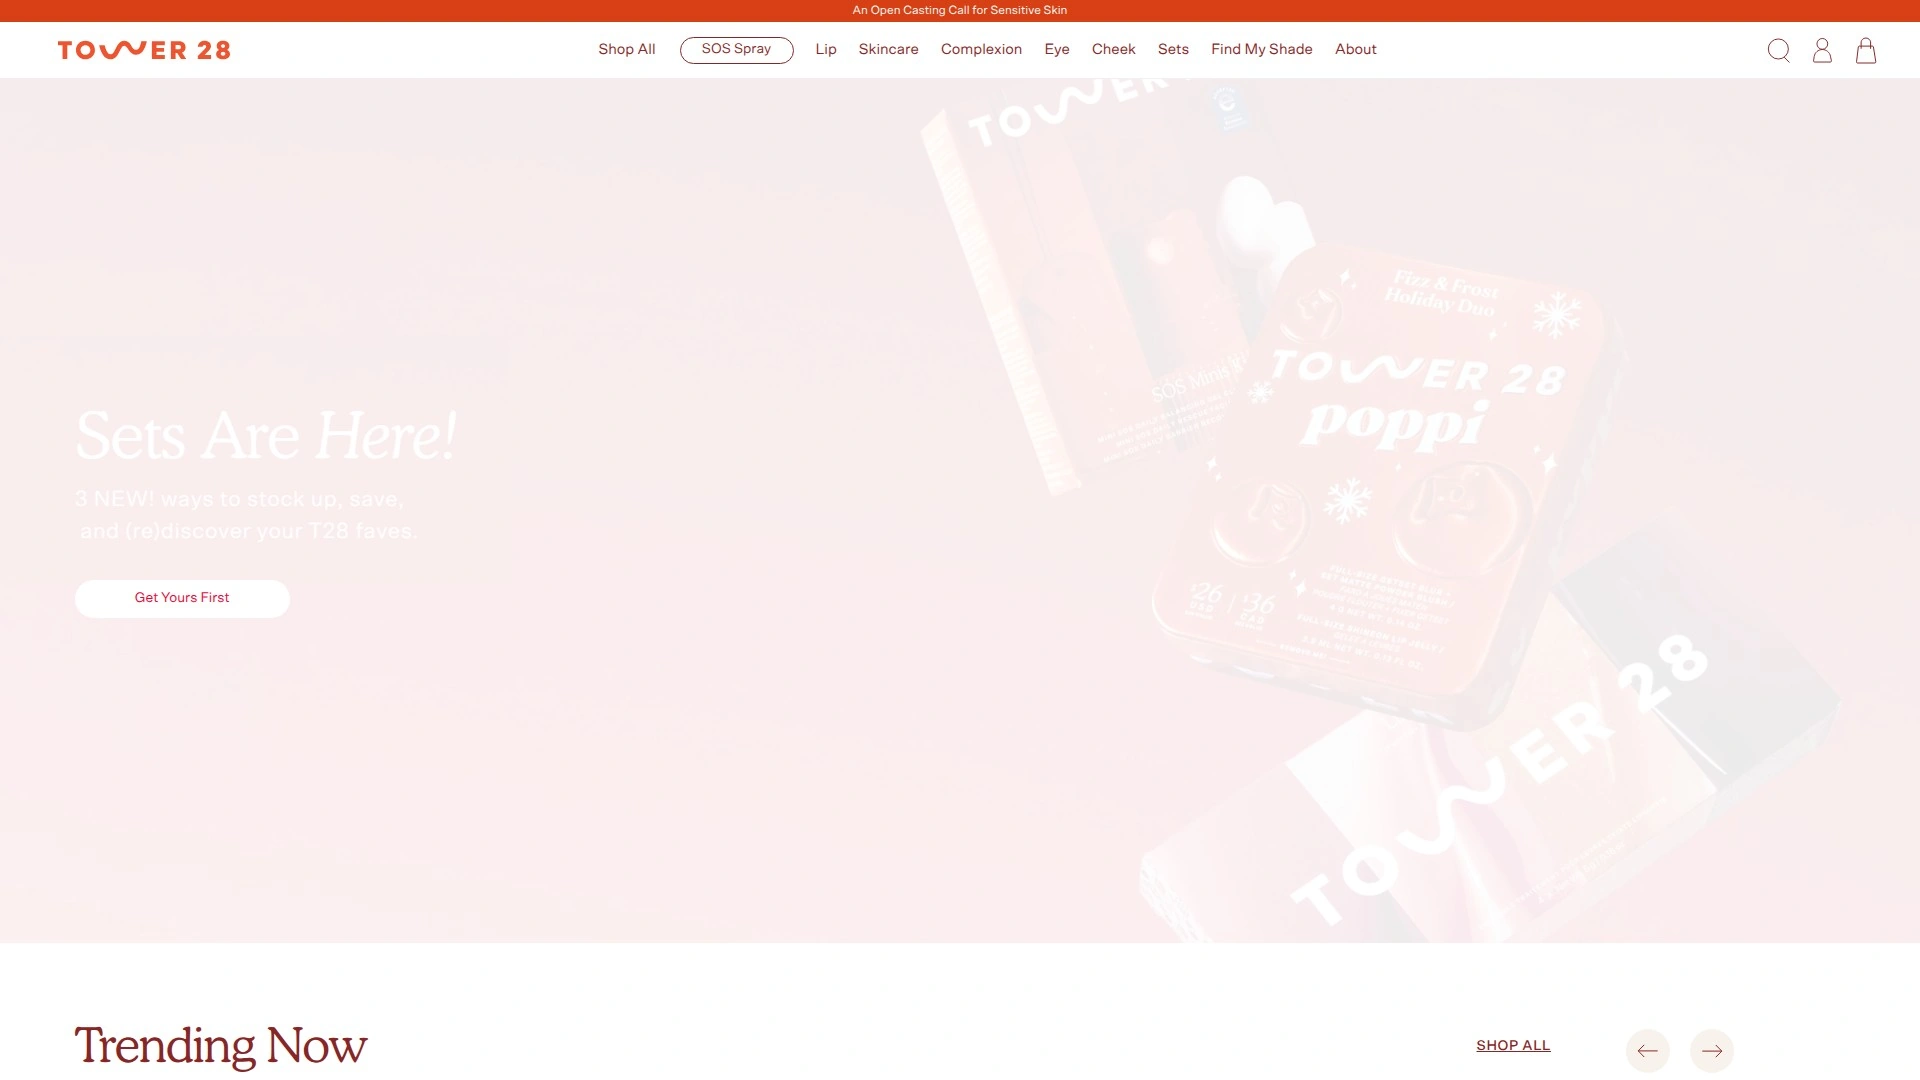 An Open Casting Call for Sensitive Skin
TOWER 28
Shop All
SOS Spray
Lip
Skincare
Complexion
Eye
Cheek
Sets
Find My Shade
About
TOWER
Fizz & Frost
Holiday Duo
TOWER 28
poppi
SOS Minis
Sets Are Here!
3 NEW! ways to stock up, save,
and (re)discover your T28 faves.
Get Yours First
$26 USD
$36 CAD
TOWER 28
Trending Now
SHOP ALL